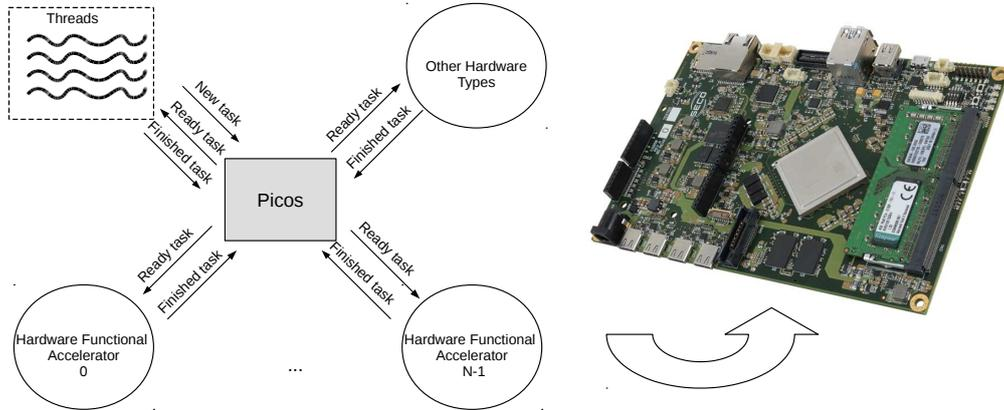 Threads
New task
Ready task
Finished task
Ready task
Finished task
Other Hardware
Types
Picos
Ready task
Finished task
Ready task
Finished task
Hardware Functional
Accelerator
0
...
Hardware Functional
Accelerator
N-1
SECO